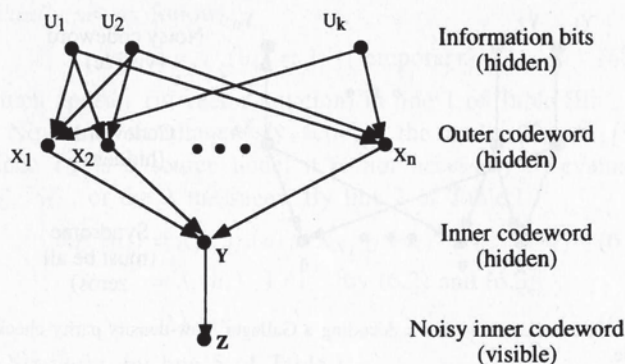 U1 U2 Uk Information bits
(hidden)
Outer codeword
X1 X2 Xn (hidden)
Inner codeword
Y (hidden)
Noisy inner codeword
Z (visible)